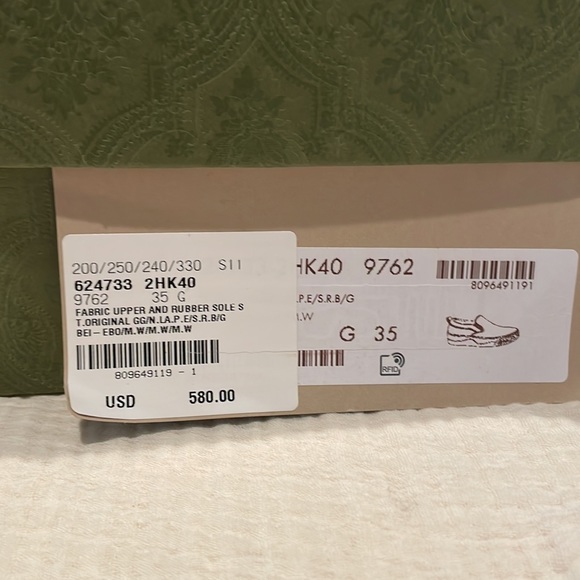 200/250/240/330 S11
624733 2HK40
9762 35 G
FABRIC UPPER AND RUBBER SOLE S
T.ORIGINAL GG/N.LA.P.E/S.R.B/G
BEI-EBO/M.W/M.W/M.W
809649119 - 1
USD 580.00
HK40 9762
.P.E/S.R.B/G
.W
G 35
8096491191
RFID